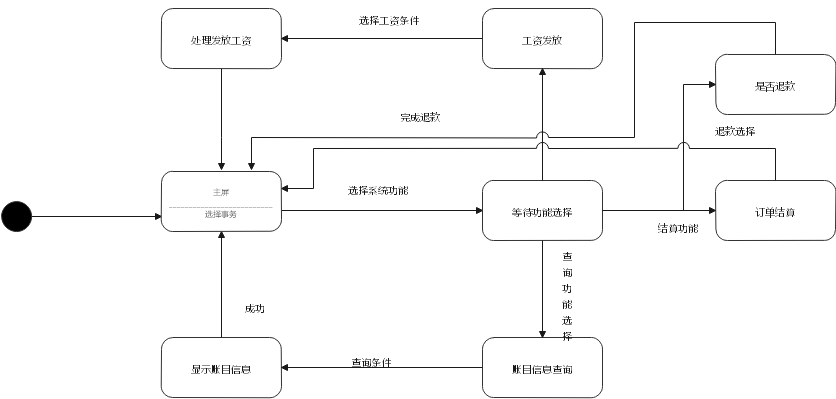 选择工资条件
处理发放工资
工资发放
是否退款
完成退款
退款选择
主屏
选择事务
选择系统功能
等待功能选择
订单结算
结算功能
查询功能选择
成功
查询条件
显示账目信息
账目信息查询